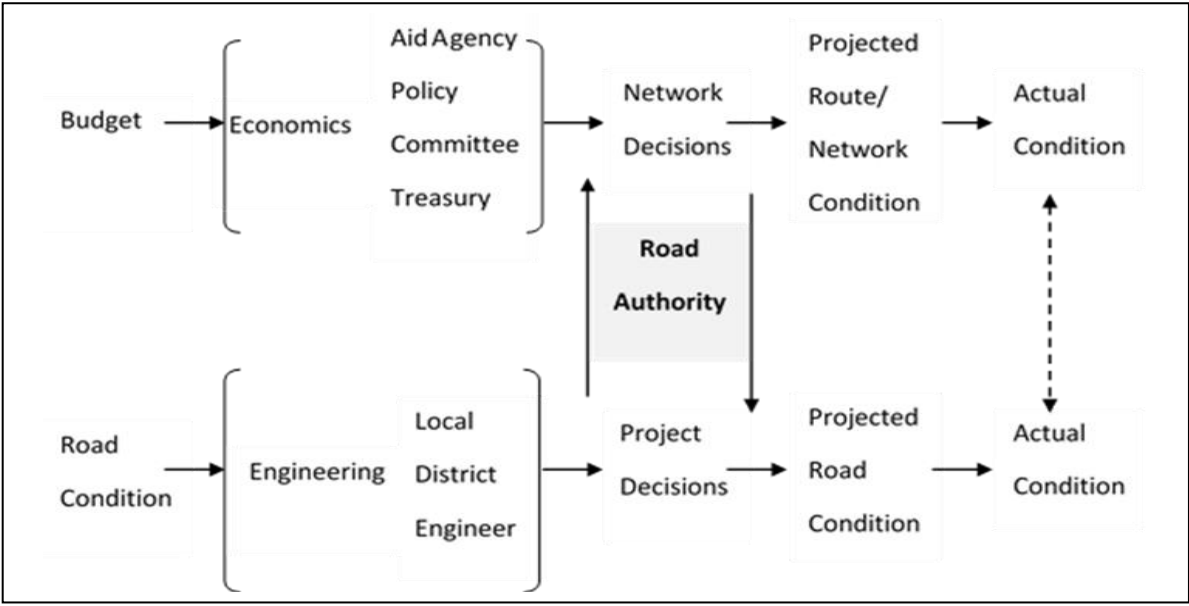 Budget
Economics
Aid Agency
Policy
Committee
Treasury
Network
Decisions
Projected
Route/
Network
Condition
Actual
Condition
Road
Authority
Road
Condition
Engineering
Local
District
Engineer
Project
Decisions
Projected
Road
Condition
Actual
Condition